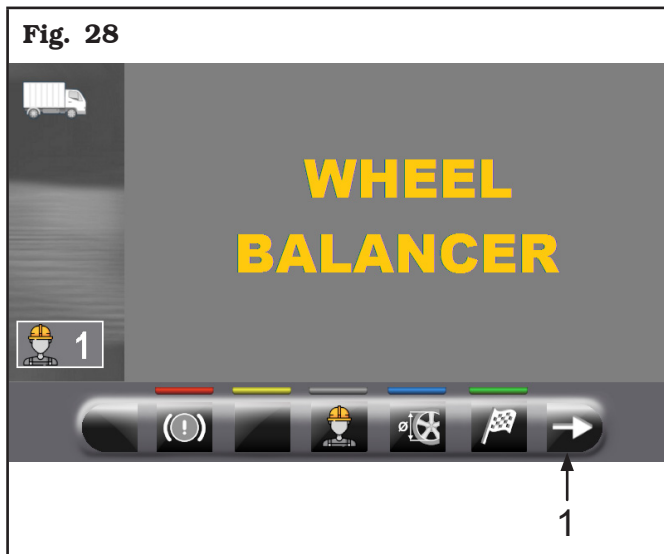 Fig. 28
WHEEL
BALANCER
1
(!)
ø
1